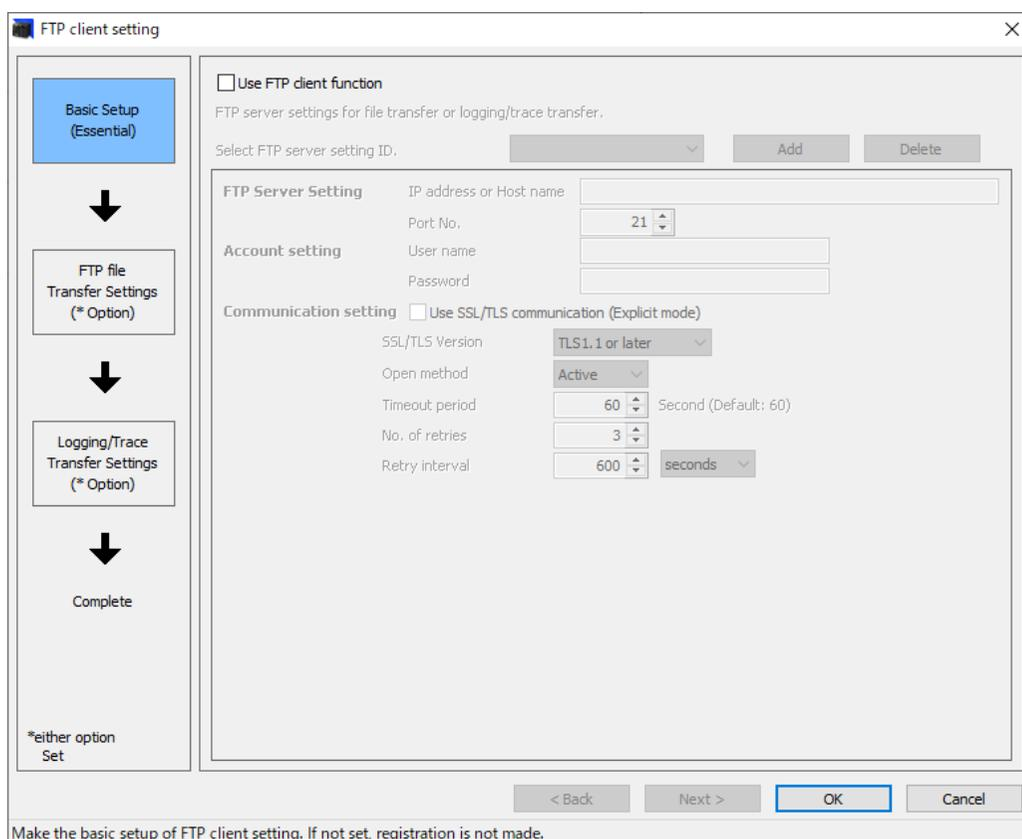 FTP client setting
Basic Setup
(Essential)
FTP file
Transfer Settings
(* Option)
Logging/Trace
Transfer Settings
(* Option)
Complete
*either option
Set
Use FTP client function
FTP server settings for file transfer or logging/trace transfer.
Select FTP server setting ID. Add Delete
FTP Server Setting IP address or Host name
Port No. 21
Account setting User name
Password
Communication setting Use SSL/TLS communication (Explicit mode)
SSL/TLS Version TLS1.1 or later
Open method Active
Timeout period 60 Second (Default: 60)
No. of retries 3
Retry interval 600 seconds
< Back Next > OK Cancel
Make the basic setup of FTP client setting. If not set, registration is not made.